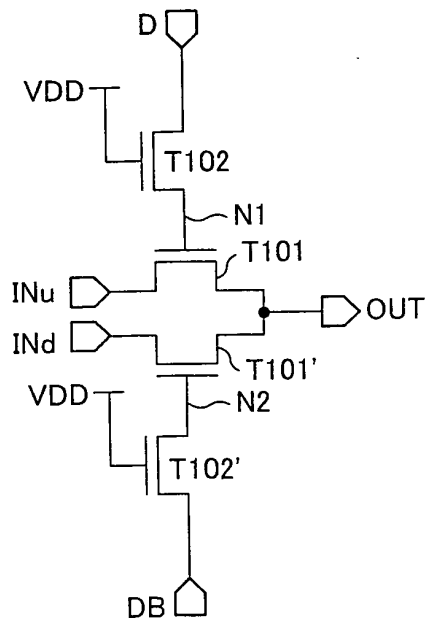 D
VDD
T102
N1
T101
INu
OUT
INd
T101'
VDD
N2
T102'
DB